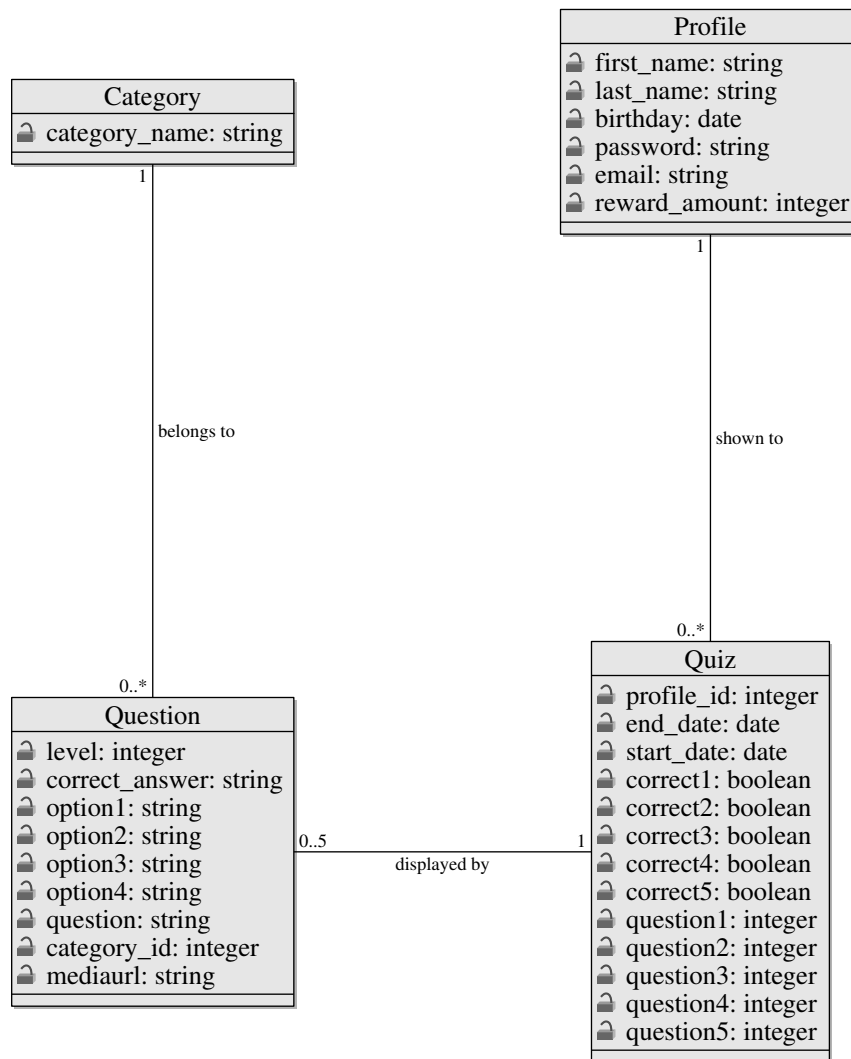 Profile
first_name: string
last_name: string
birthday: date
password: string
email: string
reward_amount: integer
Category
category_name: string
1
1
belongs to
shown to
0..*
0..*
Question
level: integer
correct_answer: string
option1: string
option2: string
option3: string
option4: string
question: string
category_id: integer
mediaurl: string
0..5
1
displayed by
Quiz
profile_id: integer
end_date: date
start_date: date
correct1: boolean
correct2: boolean
correct3: boolean
correct4: boolean
correct5: boolean
question1: integer
question2: integer
question3: integer
question4: integer
question5: integer